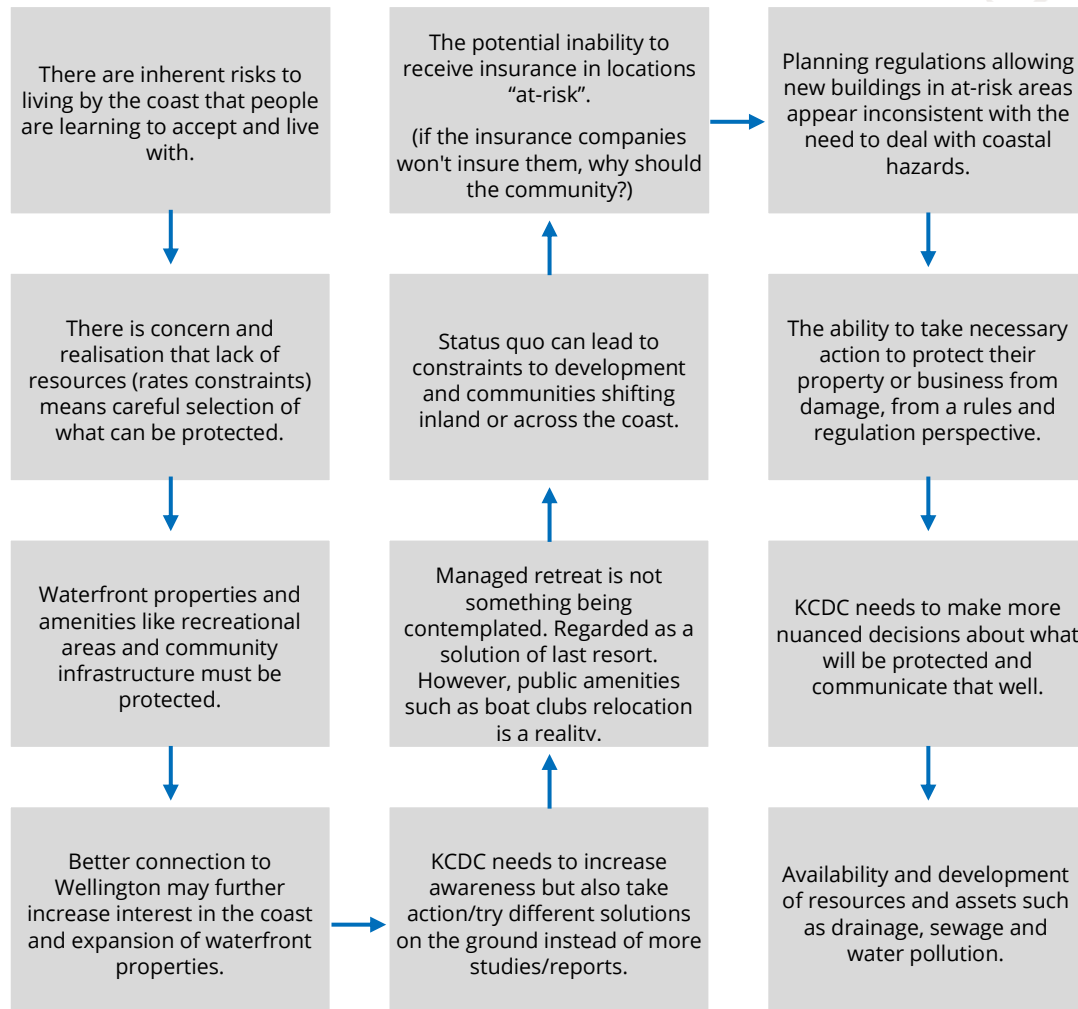 There are inherent risks to
living by the coast that people
are learning to accept and live
with.
There is concern and
realisation that lack of
resources (rates constraints)
means careful selection of
what can be protected.
Waterfront properties and
amenities like recreational
areas and community
infrastructure must be
protected.
Better connection to
Wellington may further
increase interest in the coast
and expansion of waterfront
properties.
KCDC needs to increase
awareness but also take
action/try different solutions
on the ground instead of more
studies/reports.
Managed retreat is not
something being
contemplated. Regarded as a
solution of last resort.
However, public amenities
such as boat clubs relocation
is a reality.
Status quo can lead to
constraints to development
and communities shifting
inland or across the coast.
The potential inability to
receive insurance in locations
“at-risk”.
(if the insurance companies
won't insure them, why should
the community?)
Planning regulations allowing
new buildings in at-risk areas
appear inconsistent with the
need to deal with coastal
hazards.
The ability to take necessary
action to protect their
property or business from
damage, from a rules and
regulation perspective.
KCDC needs to make more
nuanced decisions about what
will be protected and
communicate that well.
Availability and development
of resources and assets such
as drainage, sewage and
water pollution.